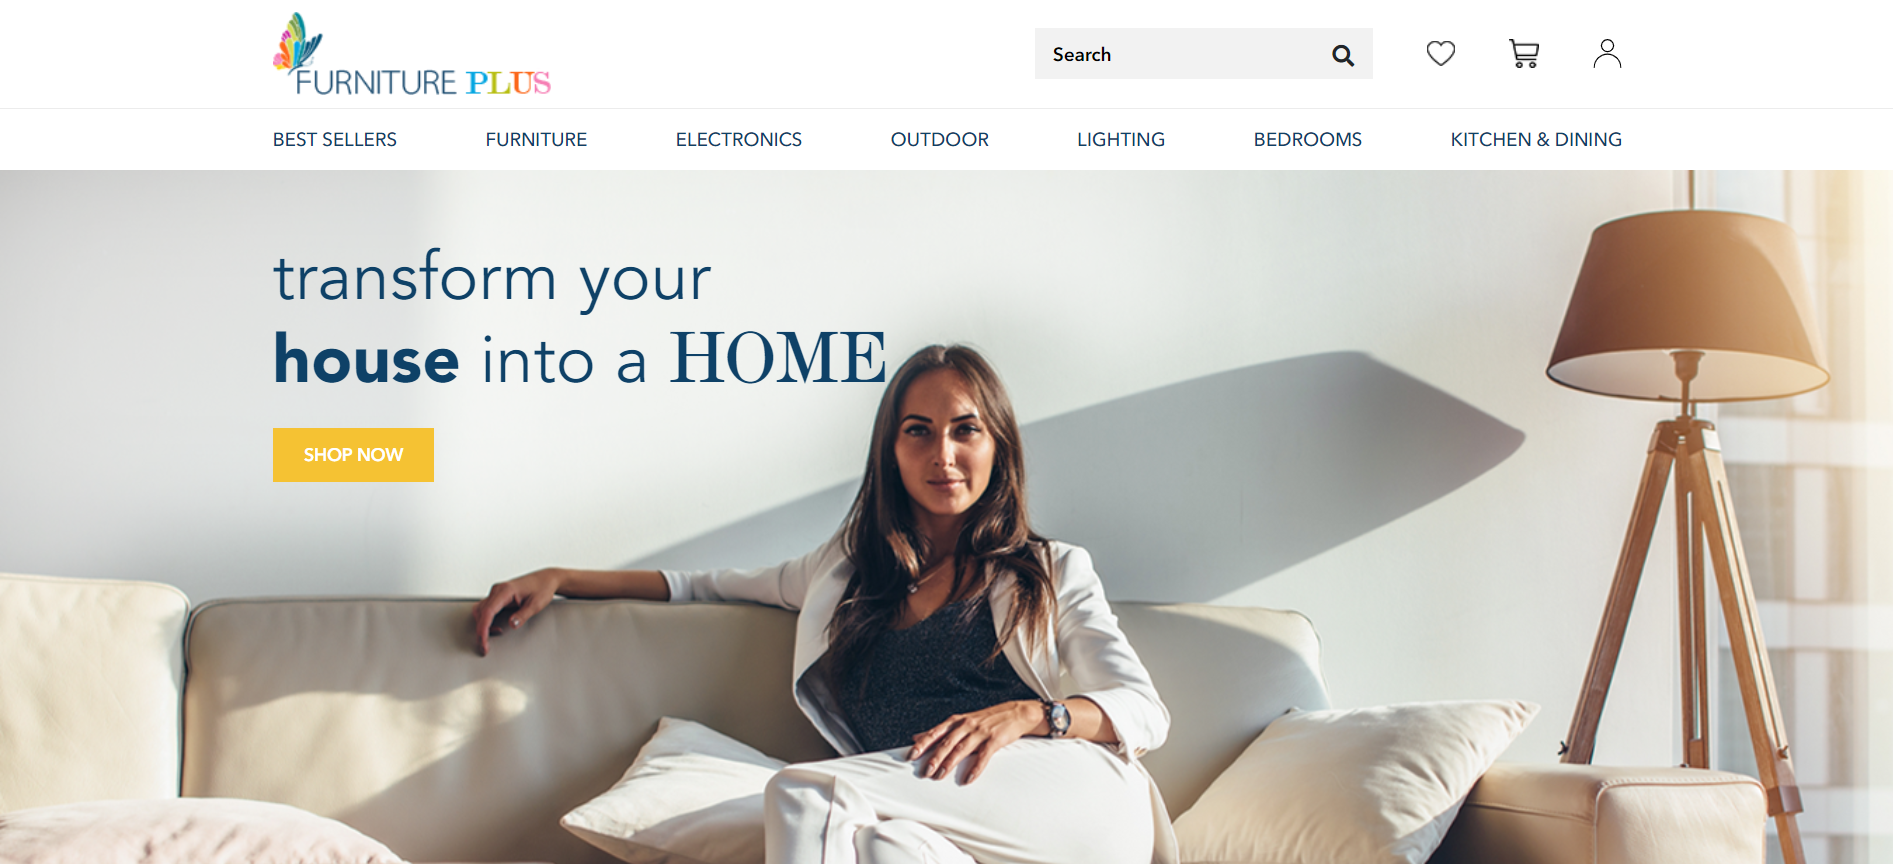 FURNITURE PLUS
Search
BEST SELLERS
FURNITURE
ELECTRONICS
OUTDOOR
LIGHTING
BEDROOMS
KITCHEN & DINING
transform your
house into a HOME
SHOP NOW